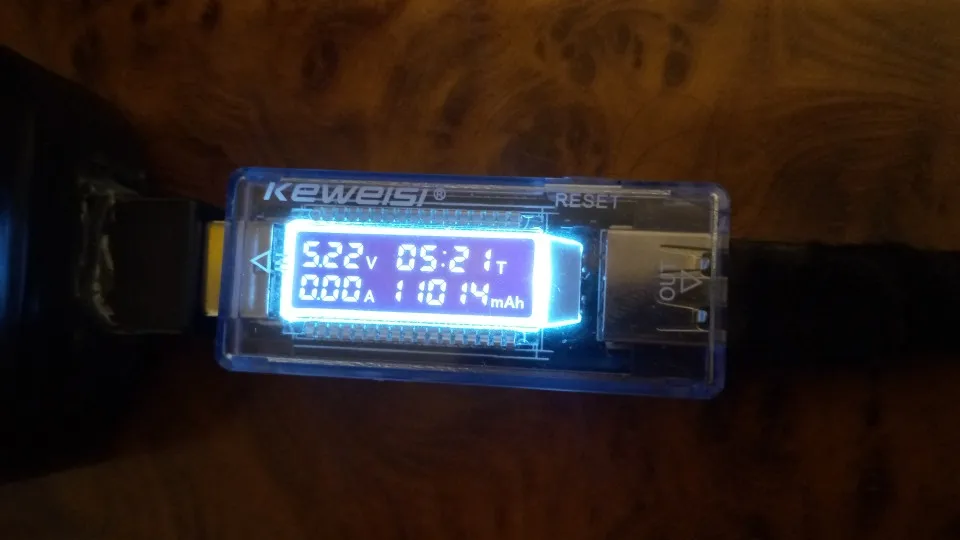 Keweisi®
RESET
5.22V 05:21T
0.00A 11014mAh
out